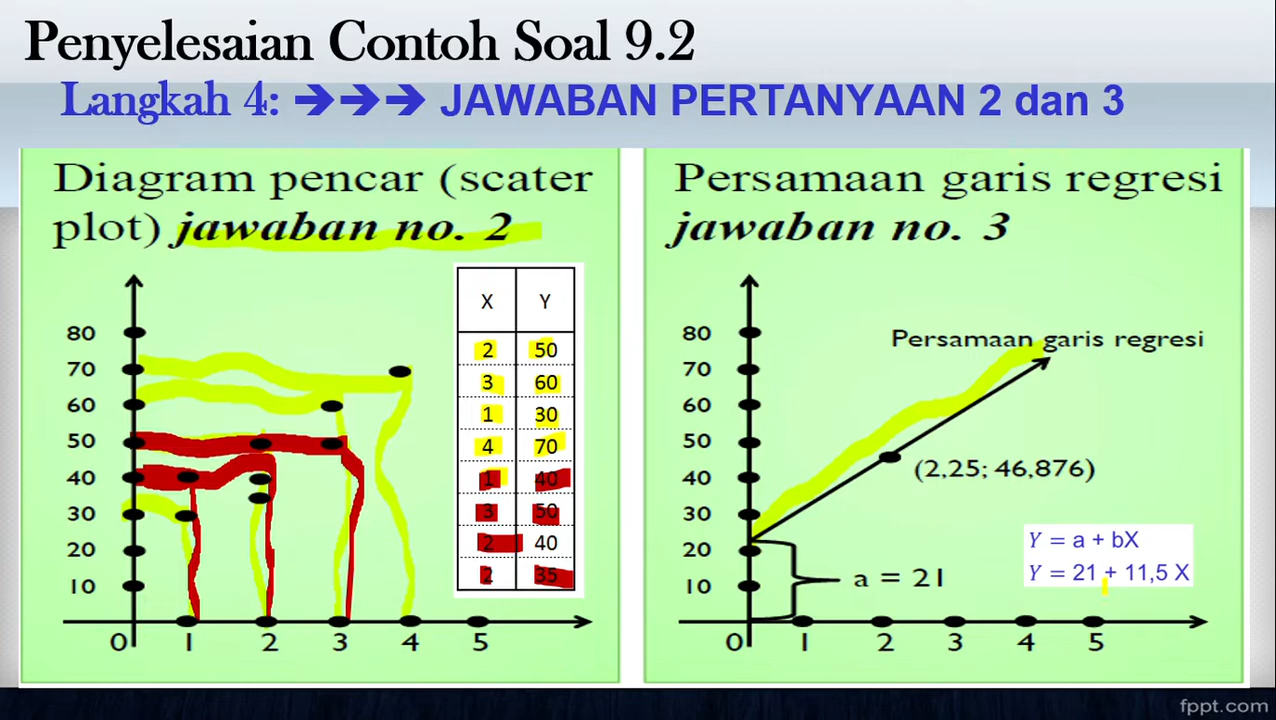 Penyelesaian Contoh Soal 9.2
Langkah 4: ➔➔➔ JAWABAN PERTANYAAN 2 dan 3
Diagram pencar (scater
plot) jawaban no. 2
80
70
60
50
40
30
20
10
0 1 2 3 4 5
X Y
2 50
3 60
1 30
4 70
1 40
3 50
2 40
2 35
Persamaan garis regresi
jawaban no. 3
80
70
60
50
40
30
20
10
0 1 2 3 4 5
Persamaan garis regresi
(2,25; 46,876)
a = 21
Y = a + bX
Y = 21 + 11,5 X
fppt.com